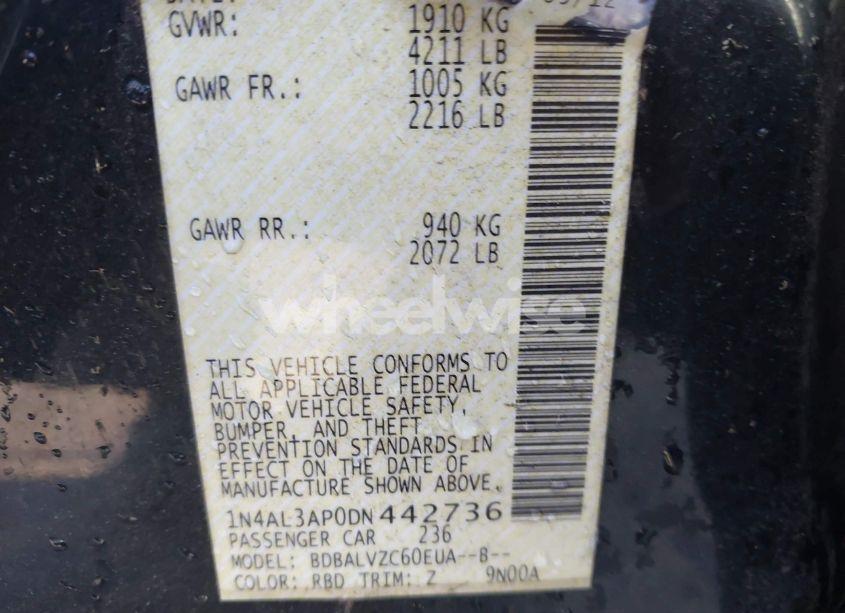 GVWR: 1910 KG
4211 LB
GAWR FR.: 1005 KG
2216 LB
GAWR RR.: 940 KG
2072 LB
wheelwise
THIS VEHICLE CONFORMS TO
ALL APPLICABLE FEDERAL
MOTOR VEHICLE SAFETY,
BUMPER, AND THEFT
PREVENTION STANDARDS IN
EFFECT ON THE DATE OF
MANUFACTURE SHOWN ABOVE.
1N4AL3AP0DN442736
PASSENGER CAR 236
MODEL: BDBALVZC60EUA--B--
COLOR: RBD TRIM: Z 9N00A